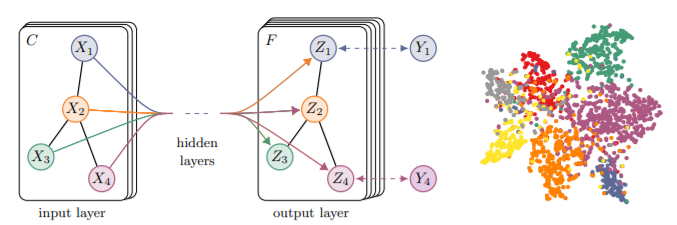 C
X₁
X₂
X₃
X₄
input layer
hidden
layers
F
Z₁
Z₂
Z₃
Z₄
output layer
Y₁
Y₄